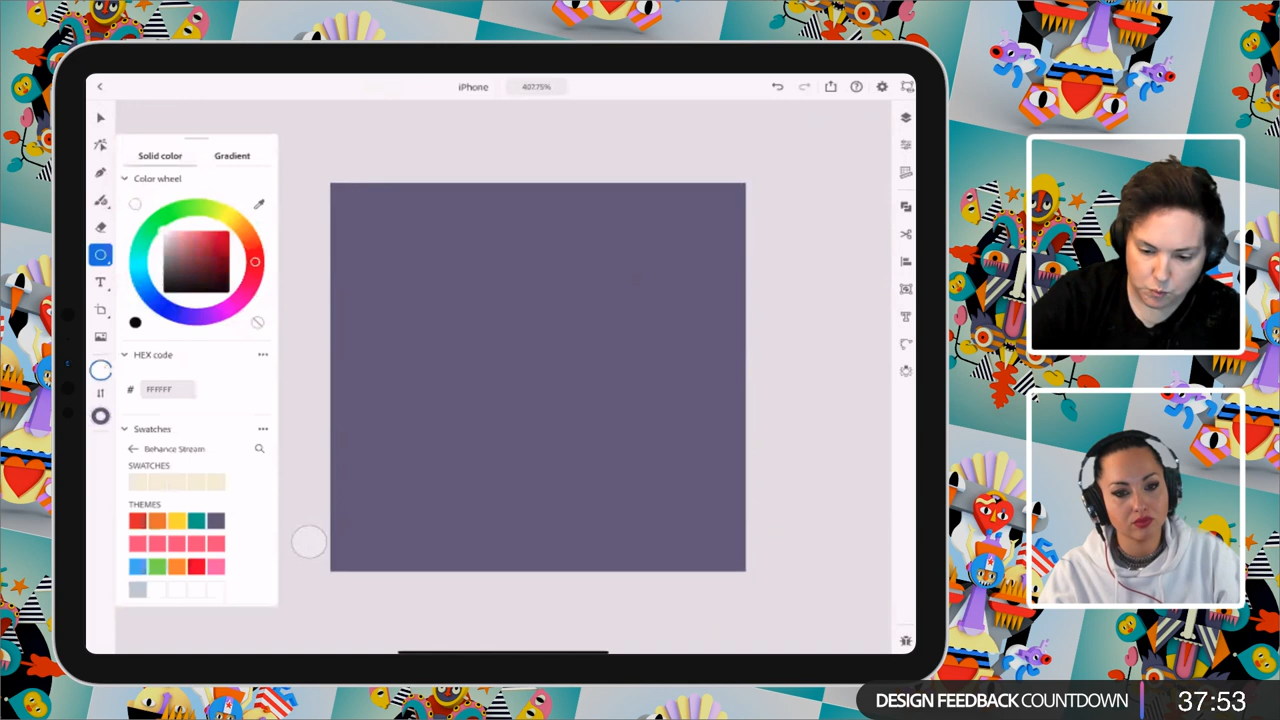 iPhone
407.75%
Solid color Gradient
Color wheel
HEX code
# FFFFFF
Swatches
Behance Stream
SWATCHES
THEMES
DESIGN FEEDBACK COUNTDOWN 37:53